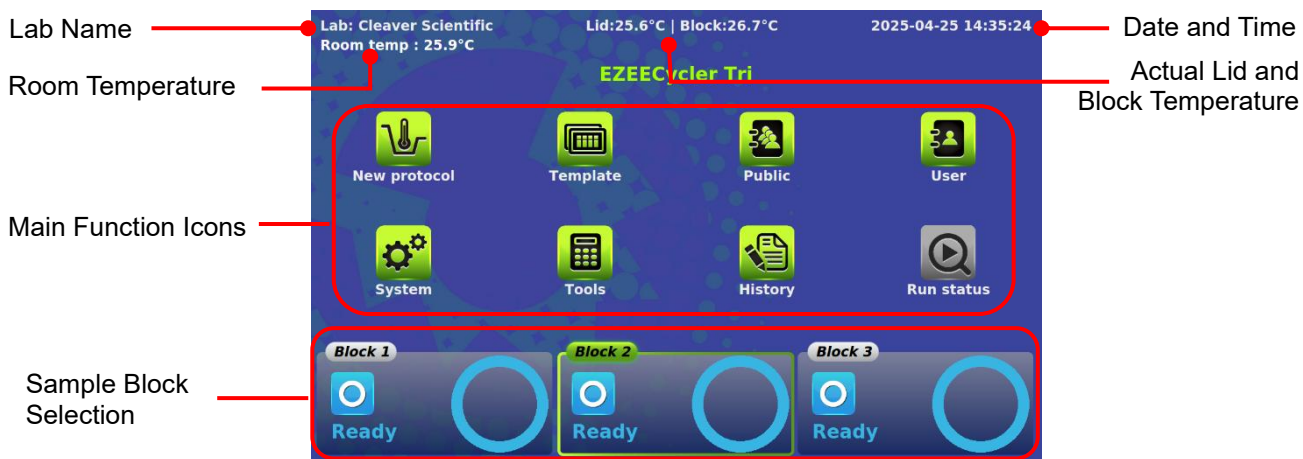 Lab Name
Room Temperature
Main Function Icons
Sample Block
Selection
Lab: Cleaver Scientific
Room temp : 25.9°C
Lid:25.6°C | Block:26.7°C
2025-04-25 14:35:24
EZEECycler Tri
New protocol
Template
Public
User
System
Tools
History
Run status
Block 1
Ready
Block 2
Ready
Block 3
Ready
Date and Time
Actual Lid and
Block Temperature